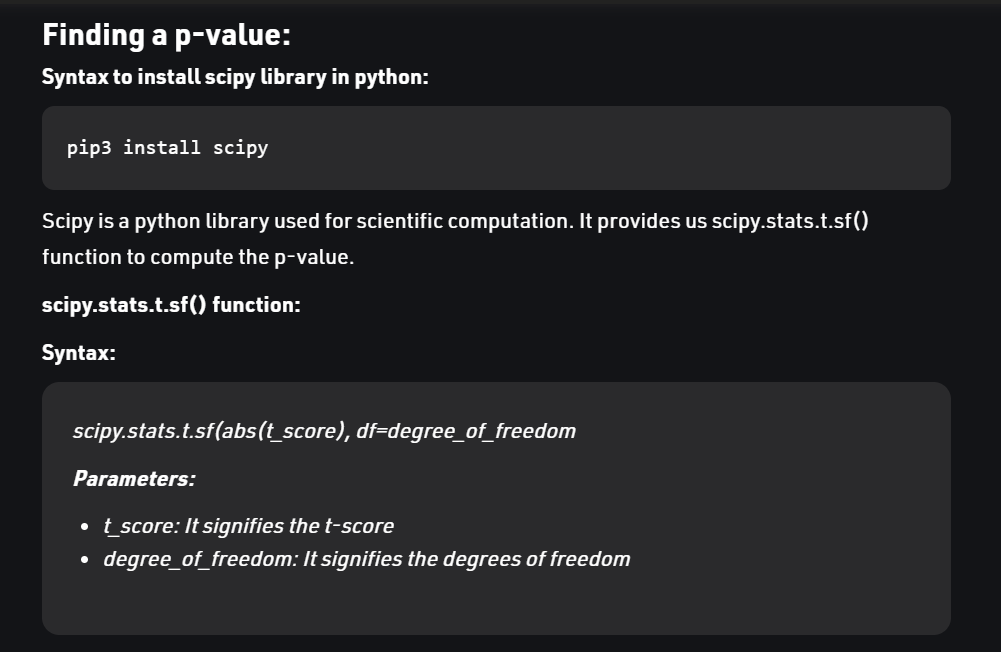 Finding a p-value:
Syntax to install scipy library in python:
pip3 install scipy
Scipy is a python library used for scientific computation. It provides us scipy.stats.t.sf()
function to compute the p-value.
scipy.stats.t.sf() function:
Syntax:
scipy.stats.t.sf(abs(t_score), df=degree_of_freedom
Parameters:
• t_score: It signifies the t-score
• degree_of_freedom: It signifies the degrees of freedom